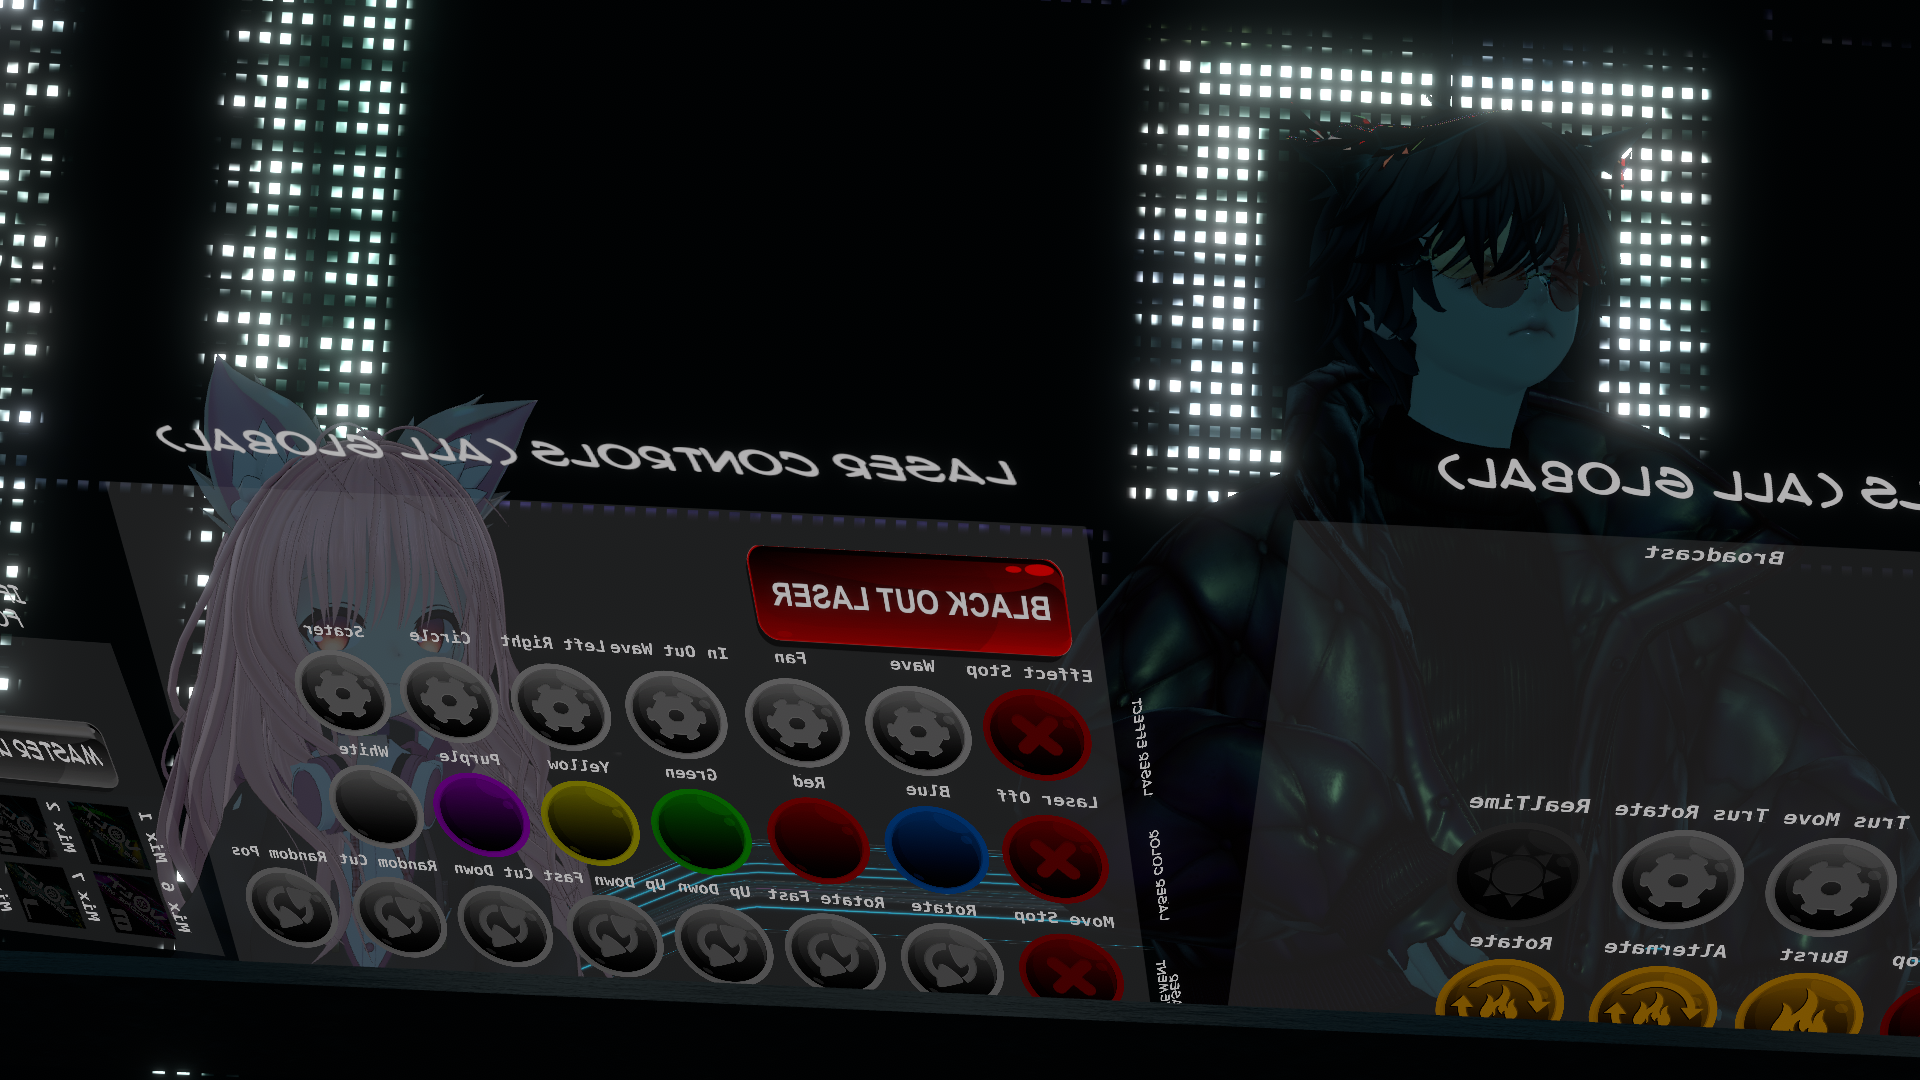 LASER CONTROLS (ALL GLOBAL)
LS (ALL GLOBAL)
Broadcast
BLACK OUT LASER
Effect Stop
Wave
Fan
In Out Wave
Left Right
Circle
Scater
LASER EFFECT
Laser Off
Blue
Red
Green
Yellow
Purple
White
LASER COLOR
Move Stop
Rotate
Rotate Fast
Up Down
Up Down Fast
Cut Down
Random Cut
Random Pos
Trus Move
Trus Rotate
RealTime
Burst
Alternate
Rotate
MASTER
Mix 1
Mix 2
Mix 6
Mix 7